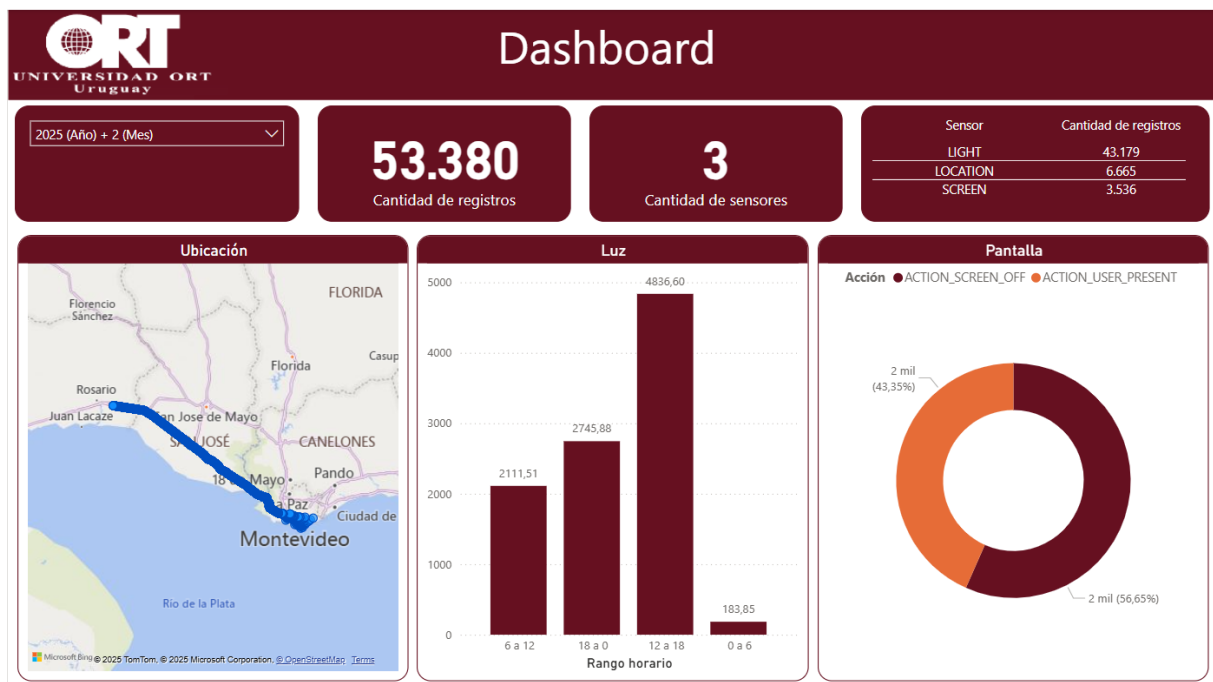 ORT
UNIVERSIDAD ORT
Uruguay
Dashboard
2025 (Año) + 2 (Mes)
53.380
Cantidad de registros
3
Cantidad de sensores
Sensor Cantidad de registros
LIGHT 43.179
LOCATION 6.665
SCREEN 3.536
Ubicación
FLORIDA
Florencio
Sánchez
Casup
Florida
Rosario
Juan Lacaze
San Jose de Mayo
SAN JOSÉ
CANELONES
18 de Mayo
Pando
La Paz
Ciudad de
Montevideo
Río de la Plata
Microsoft Bing © 2025 TomTom, © 2025 Microsoft Corporation, © OpenStreetMap Terms
Luz
5000
4000
3000
2000
1000
0
2111,51
2745,88
4836,60
183,85
6 a 12
18 a 0
12 a 18
0 a 6
Rango horario
Pantalla
Acción ACTION_SCREEN_OFF ACTION_USER_PRESENT
2 mil
(43,35%)
2 mil (56,65%)